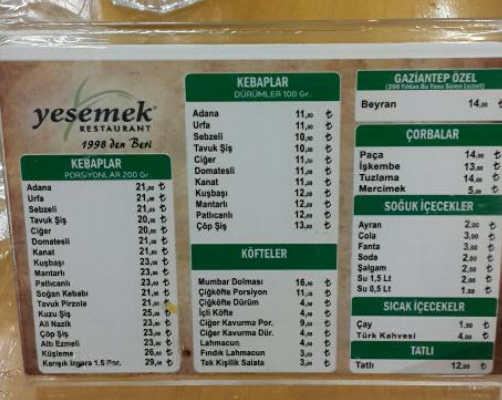 yesemek®
RESTAURANT
1998 den Beri
KEBAPLAR
PORSİYONLAR 200 Gr.
Adana 21,00 ₺
Urfa 21,00 ₺
Sebzeli 21,00 ₺
Tavuk Şiş 20,00 ₺
Ciğer 20,00 ₺
Domatesli 21,00 ₺
Kanat 21,00 ₺
Kuşbaşı 23,00 ₺
Mantarlı 23,00 ₺
Patlıcanlı 23,00 ₺
Soğan Kebabı 21,00 ₺
Tavuk Pirzola 21,00 ₺
Kuzu Şiş 25,00 ₺
Ali Nazik 23,00 ₺
Çöp Şiş 23,00 ₺
Altı Ezmeli 23,00 ₺
Küşleme 26,00 ₺
Karışık Izgara 1.5 Por. 29,00 ₺
KEBAPLAR
DÜRÜMLER 100 Gr.
Adana 11,00 ₺
Urfa 11,00 ₺
Sebzeli 10,00 ₺
Tavuk Şiş 10,00 ₺
Ciğer 11,00 ₺
Domatesli 11,00 ₺
Kanat 11,00 ₺
Kuşbaşı 12,00 ₺
Mantarlı 12,00 ₺
Patlıcanlı 12,00 ₺
Çöp Şiş 13,00 ₺
KÖFTELER
Mumbar Dolması 16,00 ₺
Çiğköfte Porsiyon 11,00 ₺
Çiğköfte Dürüm 4,00 ₺
İçli Köfte 4,00 ₺
Ciğer Kavurma Por. 9,00 ₺
Ciğer Kavurma Dür. 4,00 ₺
Lahmacun 4,00 ₺
Fındık Lahmacun 3,00 ₺
Tek Kişilik Salata 3,00 ₺
GAZİANTEP ÖZEL
(200 Yıldan Bu Yana Süren Lezzet)
Beyran 14,00 ₺
ÇORBALAR
Paça 14,00 ₺
İşkembe 13,00 ₺
Tuzlama 14,00 ₺
Mercimek 5,00 ₺
SOĞUK İÇECEKLER
Ayran 2,00 ₺
Cola 3,00 ₺
Fanta 3,00 ₺
Soda 2,00 ₺
Şalgam 2,50 ₺
Su 1,5 Lt 2,00 ₺
Su 0,5 Lt 1,00 ₺
SICAK İÇECEKELR
Çay 1,50 ₺
Türk Kahvesi 4,00 ₺
TATLI
Tatlı 12,00 ₺